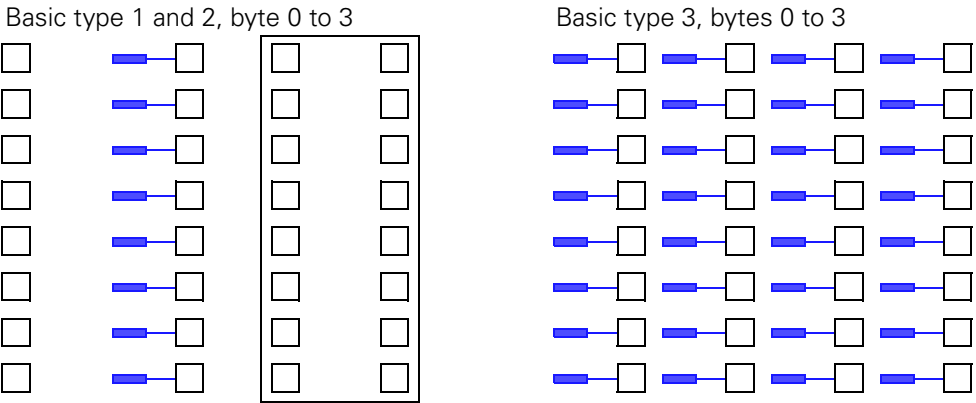 Basic type 1 and 2, byte 0 to 3
Basic type 3, bytes 0 to 3